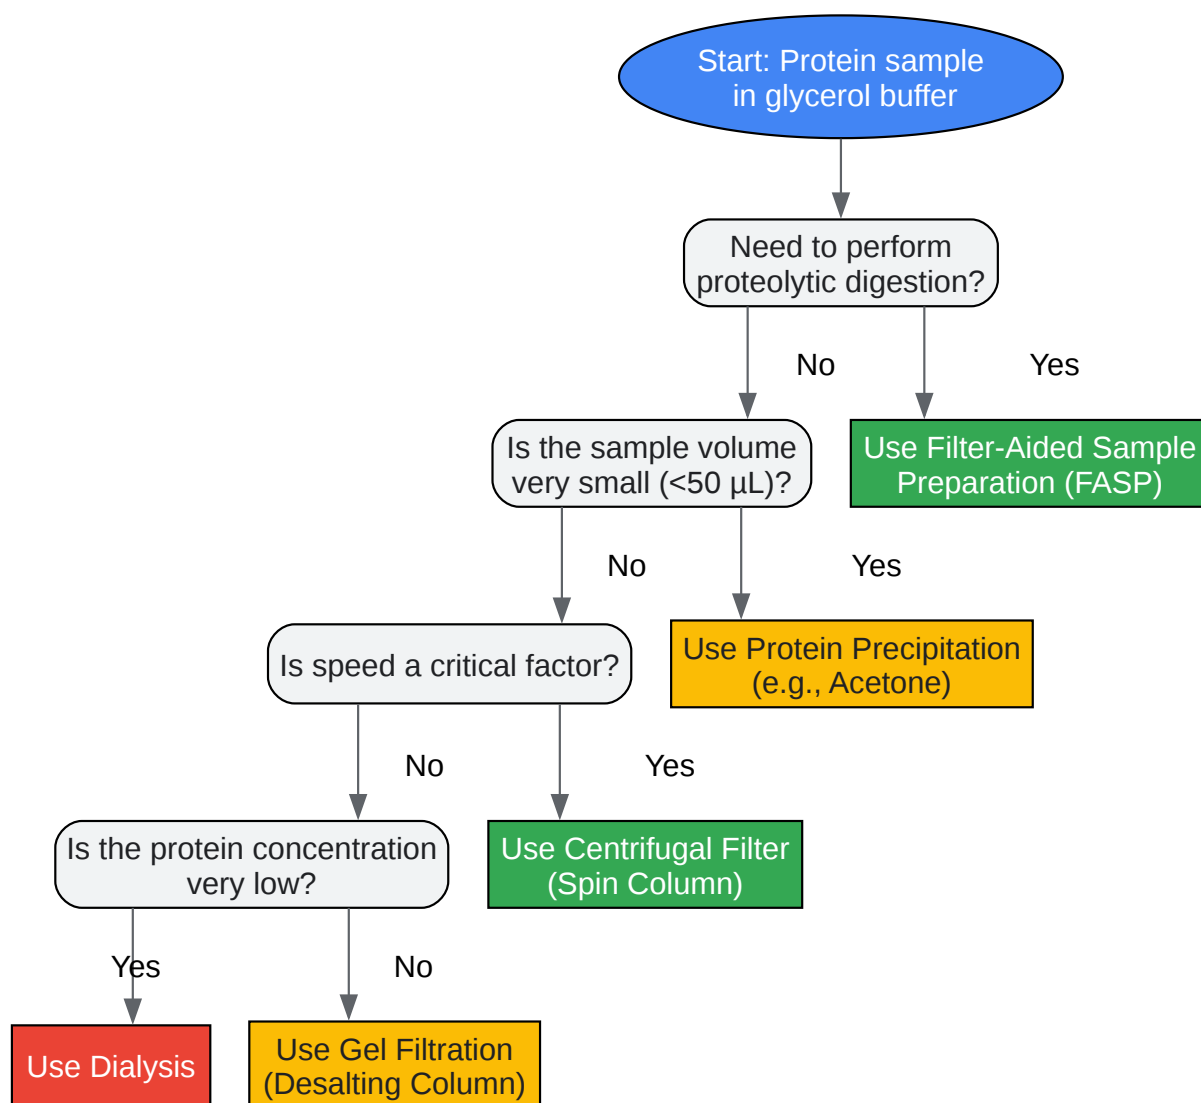 Start: Protein sample
in glycerol buffer
Need to perform
proteolytic digestion?
No
Yes
Is the sample volume
very small (<50 µL)?
Use Filter-Aided Sample
Preparation (FASP)
No
Yes
Is speed a critical factor?
Use Protein Precipitation
(e.g., Acetone)
No
Yes
Is the protein concentration
very low?
Use Centrifugal Filter
(Spin Column)
Yes
No
Use Dialysis
Use Gel Filtration
(Desalting Column)